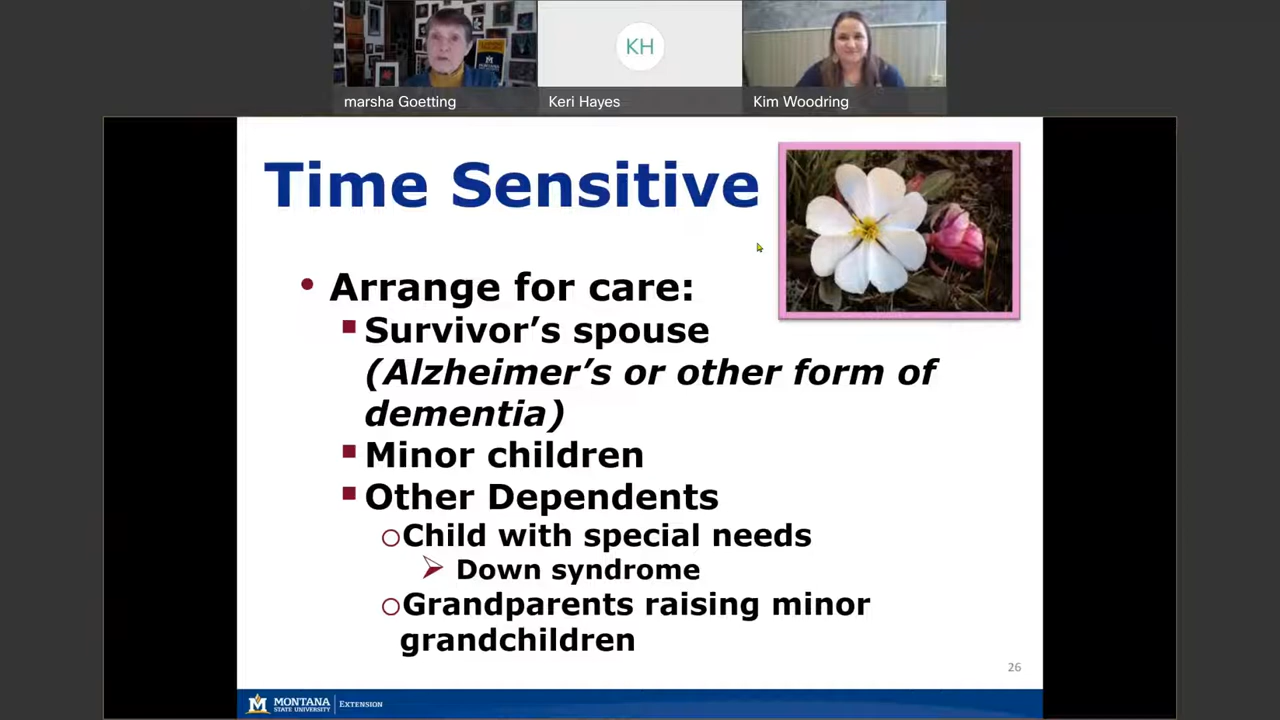 marsha Goetting
KH
Keri Hayes
Kim Woodring
Time Sensitive
• Arrange for care:
▪ Survivor’s spouse
(Alzheimer’s or other form of
dementia)
▪ Minor children
▪ Other Dependents
○Child with special needs
➢ Down syndrome
○Grandparents raising minor
grandchildren
26
M MONTANA
STATE UNIVERSITY
EXTENSION